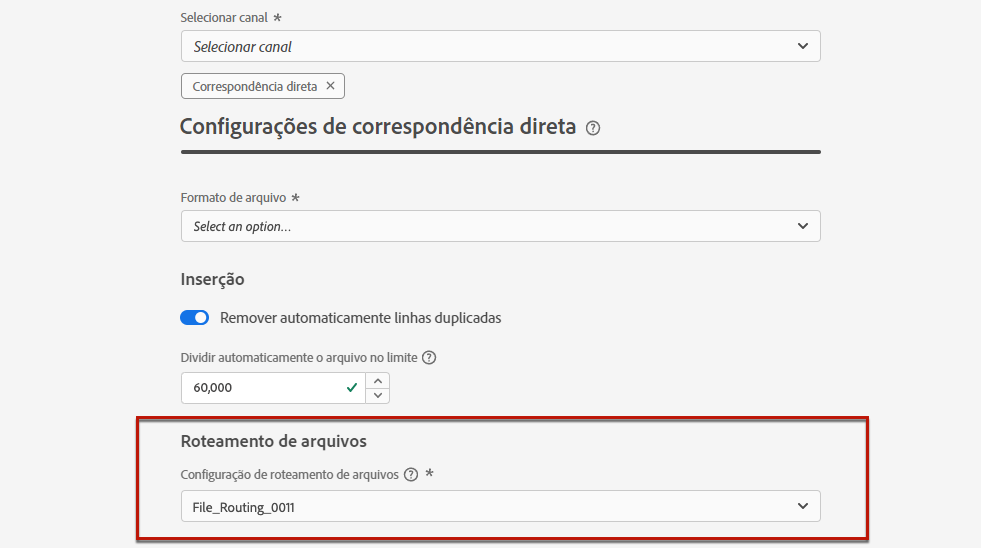 Selecionar canal *
Selecionar canal
Correspondência direta ×
Configurações de correspondência direta ?
Formato de arquivo *
Select an option...
Inserção
Remover automaticamente linhas duplicadas
Dividir automaticamente o arquivo no limite ?
60,000
Roteamento de arquivos
Configuração de roteamento de arquivos ? *
File_Routing_0011